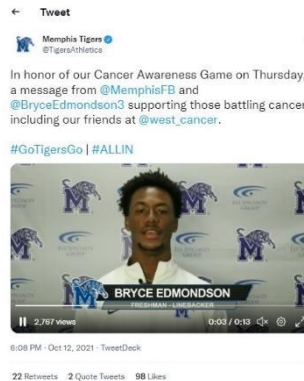 Tweet
Memphis Tigers
@TigersAthletics
In honor of our Cancer Awareness Game on Thursday,
a message from @MemphisFB and
@BryceEdmondson3 supporting those battling cancer
including our friends at @west_cancer.
#GoTigersGo | #ALLIN
BRYCE EDMONDSON
FRESHMAN - LINEBACKER
2,767 views
0:03 / 0:13
6:08 PM · Oct 12, 2021 · TweetDeck
22 Retweets 2 Quote Tweets 98 Likes